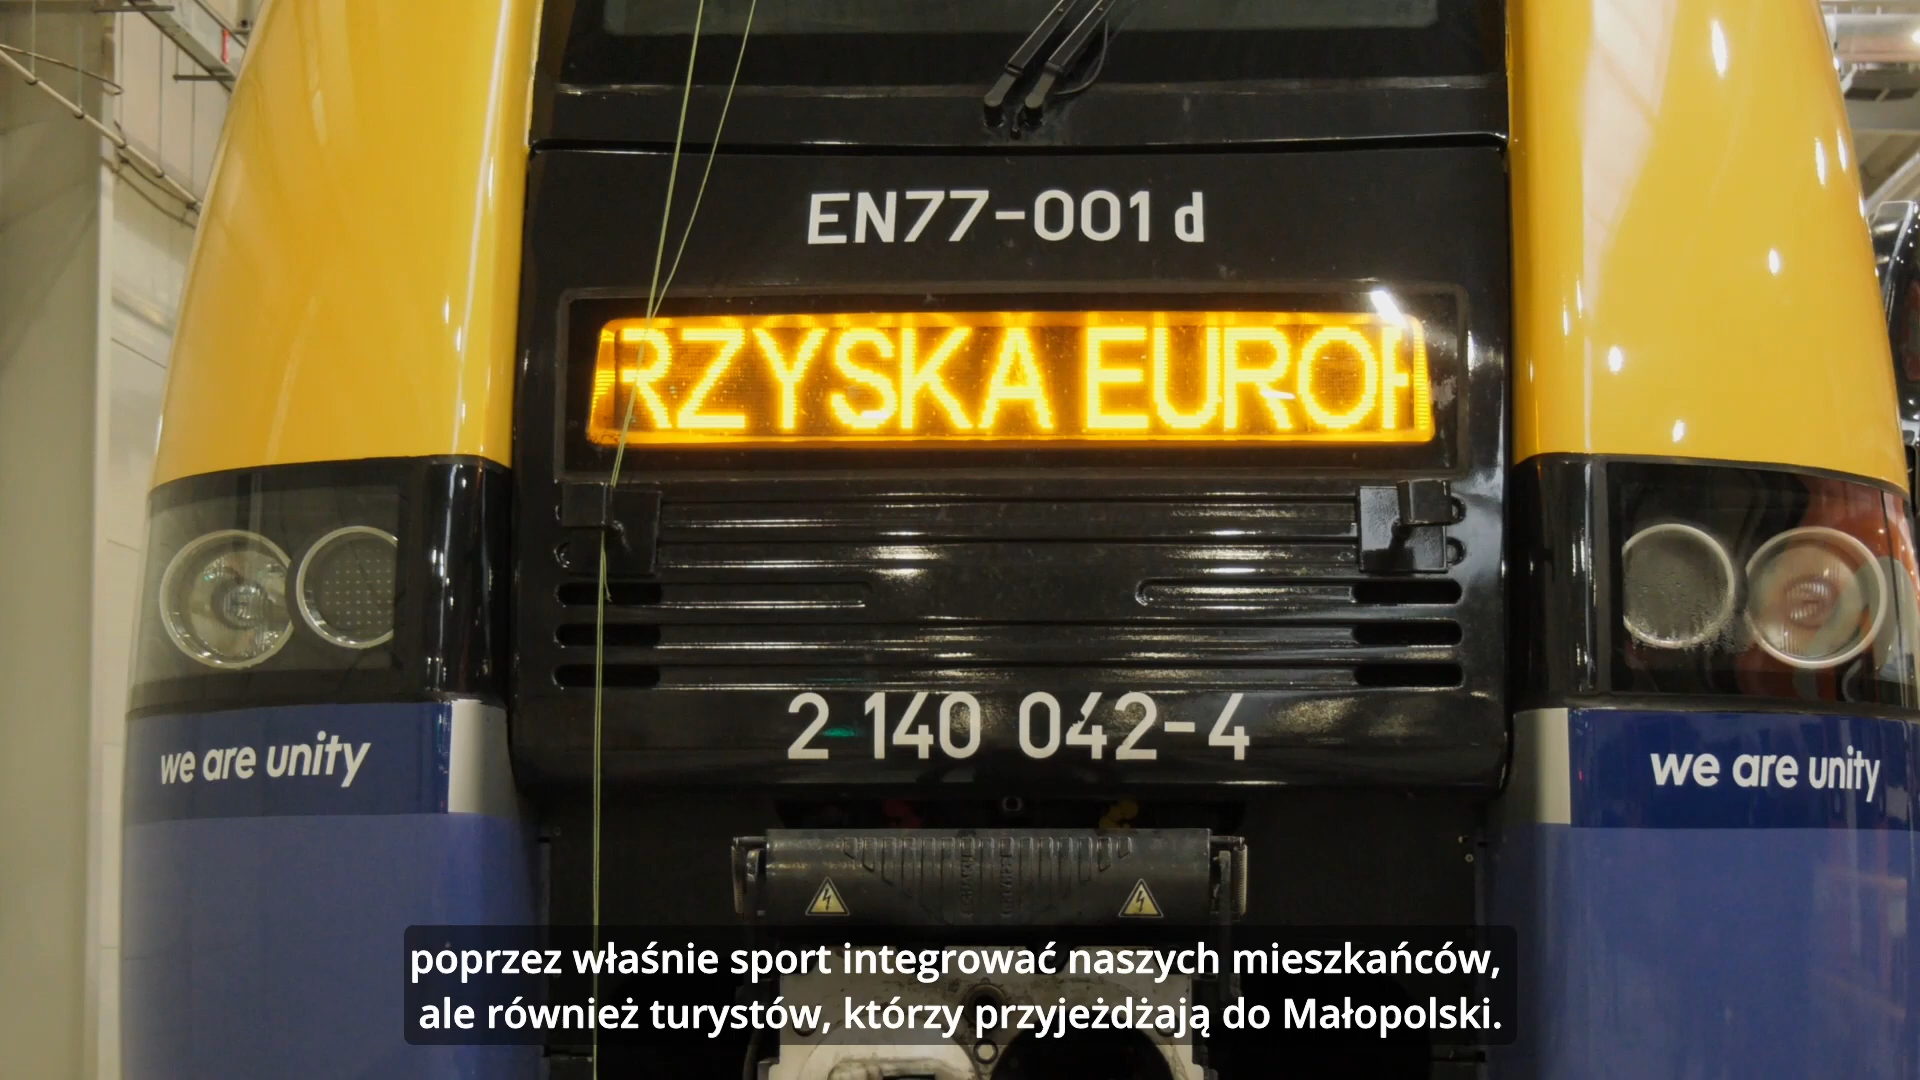 EN77-001 d
RZYSKA EUROP
2 140 042-4
we are unity
we are unity
poprzez właśnie sport integrować naszych mieszkańców,
ale również turystów, którzy przyjeżdżają do Małopolski.